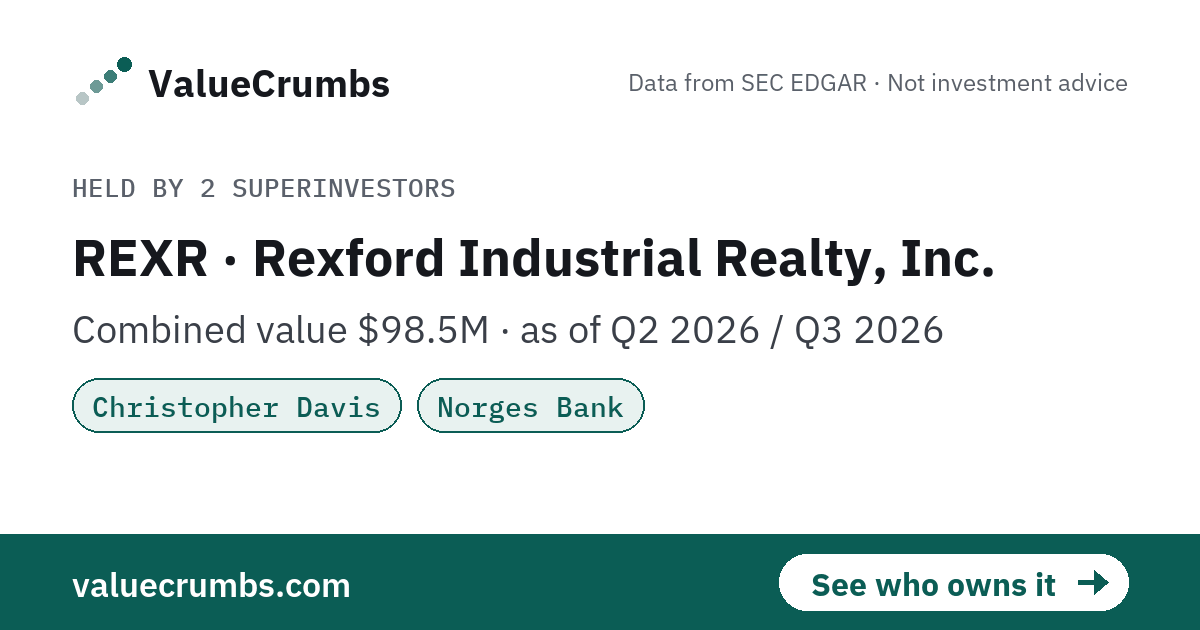 ValueCrumbs
Data from SEC EDGAR · Not investment advice
HELD BY 2 SUPERINVESTORS
REXR · Rexford Industrial Realty, Inc.
Combined value $98.5M · as of Q2 2026 / Q3 2026
Christopher Davis
Norges Bank
valuecrumbs.com
See who owns it →